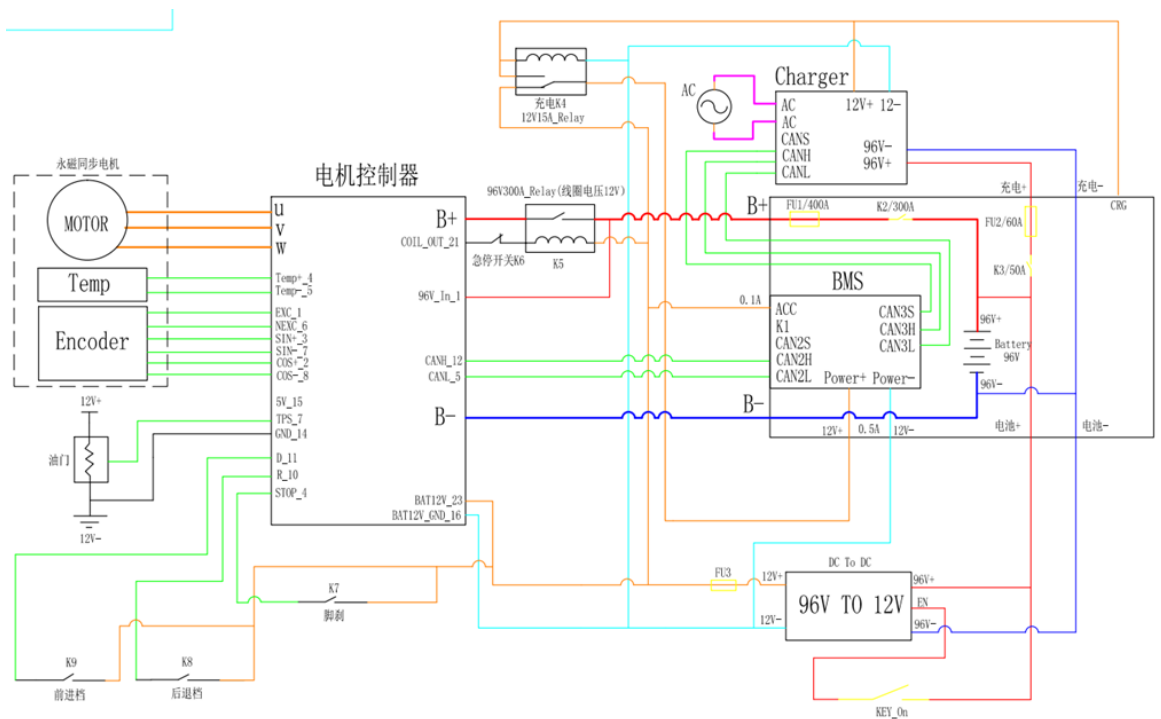 充电K4
12V15A_Relay
AC
Charger
AC
AC
CANS
CANH
CANL
12V+
12-
96V-
96V+
永磁同步电机
MOTOR
Temp
Encoder
电机控制器
u
v
w
Temp+_4
Temp-_5
EXC_1
NEXC_6
SIN+_3
SIN-_7
COS+_2
COS-_8
5V_15
TPS_7
GND_14
D_11
R_10
STOP_4
B+
COIL_OUT_21
96V_In_1
CANH_12
CANL_5
B-
BAT12V_23
BAT12V_GND_16
96V300A_Relay(线圈电压12V)
急停开关K6
K5
B+
FU1/400A
K2/300A
充电+
充电-
CRG
FU2/60A
K3/50A
BMS
0.1A
ACC
K1
CAN2S
CAN2H
CAN2L
CAN3S
CAN3H
CAN3L
Power+
Power-
96V+
Battery
96V
96V-
B-
12V+
0.5A
12V-
电池+
电池-
12V+
油门
12V-
K7
脚刹
K9
前进档
K8
后退档
FU3
DC To DC
12V+
12V-
96V TO 12V
96V+
EN
96V-
KEY_On